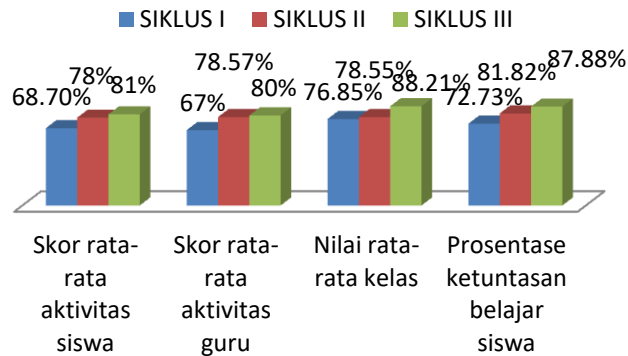 SIKLUS I SIKLUS II SIKLUS III
68.70% 78% 81%
67% 78.57% 80%
76.85% 78.55% 88.21%
72.73% 81.82% 87.88%
Skor rata-
rata
aktivitas
siswa
Skor rata-
rata
aktivitas
guru
Nilai rata-
rata kelas
Prosentase
ketuntasan
belajar
siswa